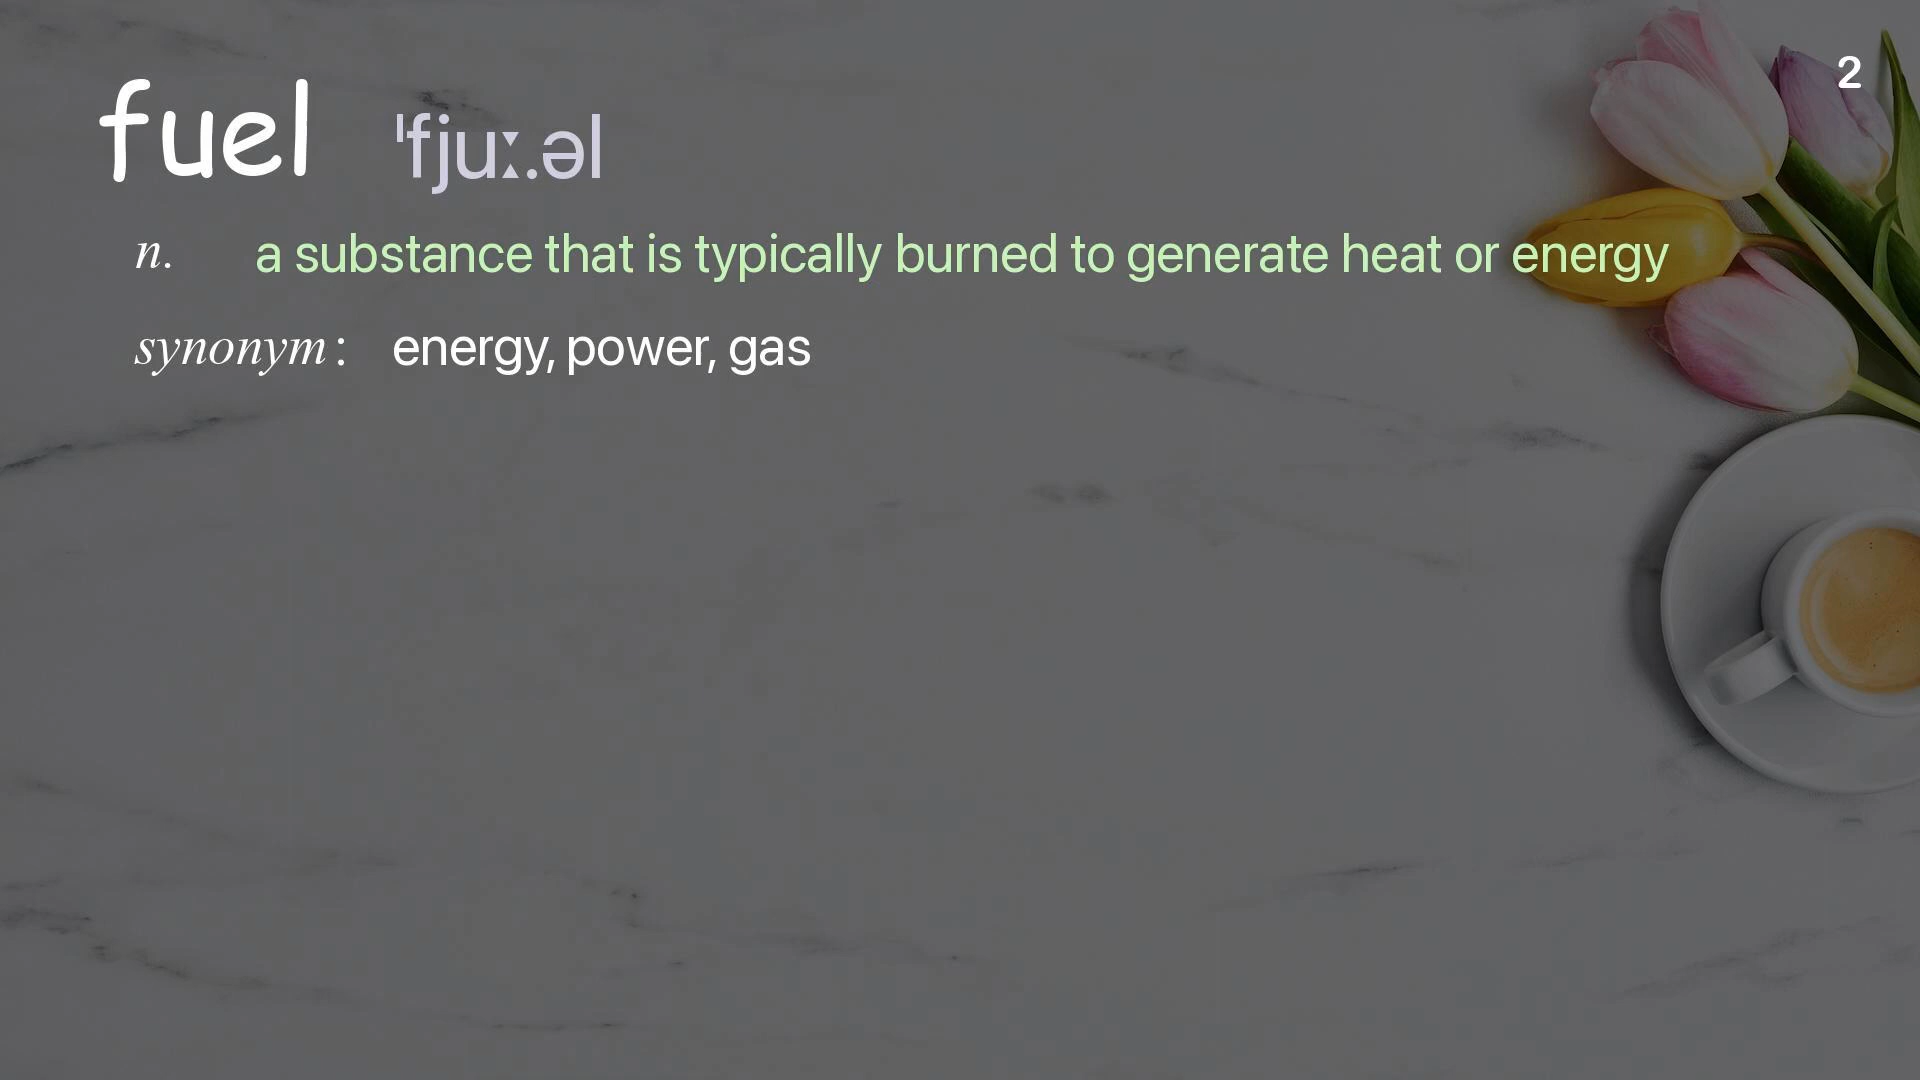 2
fuel ˈfjuː.əl
n. a substance that is typically burned to generate heat or energy
synonym : energy, power, gas